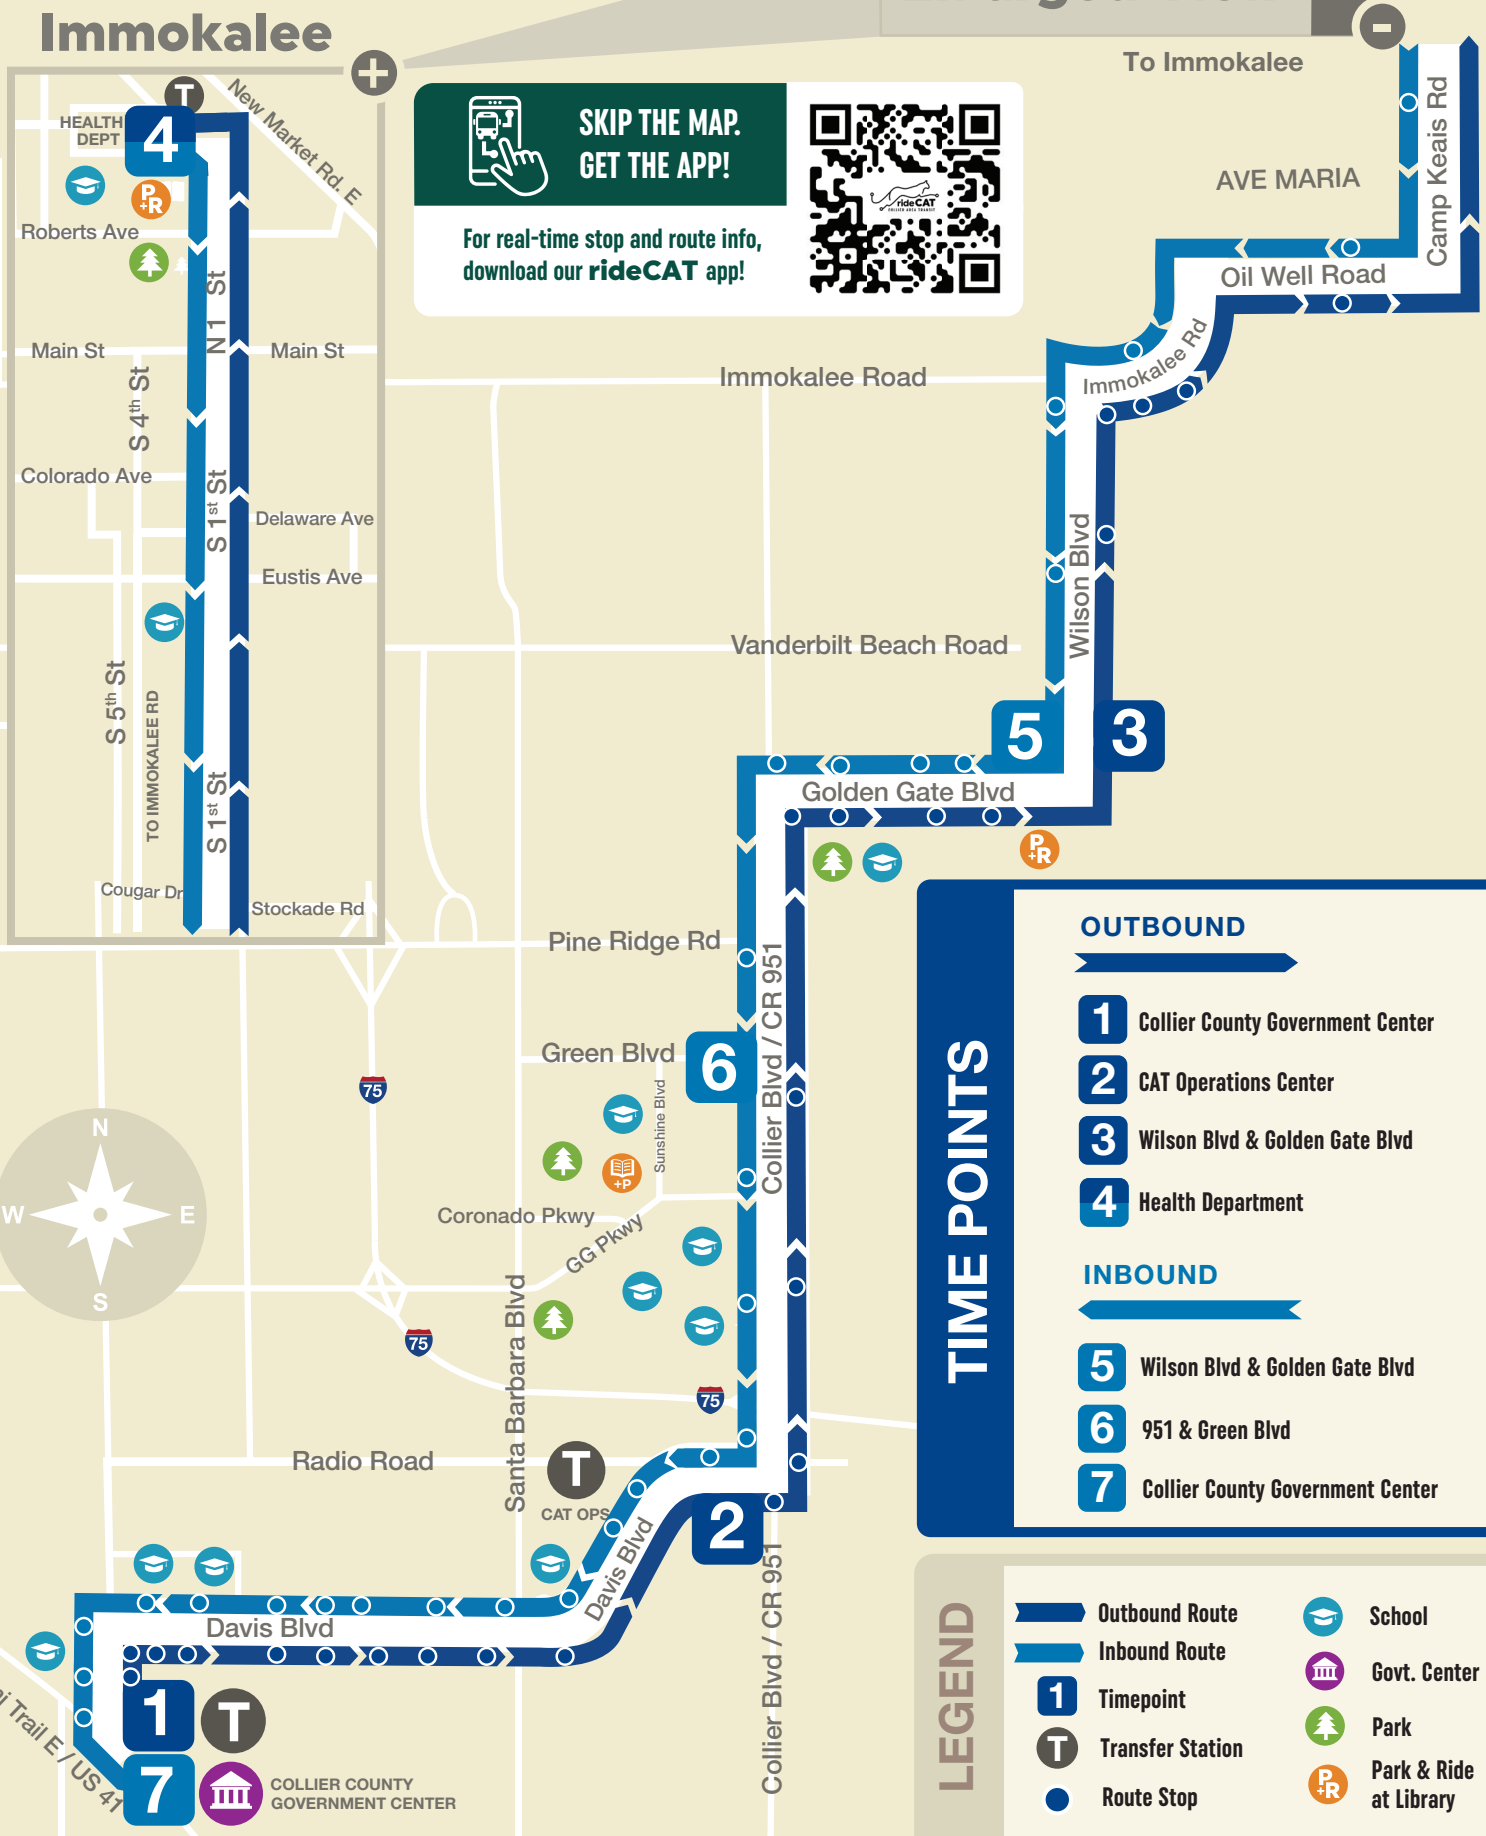 Immokalee
+
-
To Immokalee
T
HEALTH
DEPT
4
New Market Rd. E
P
+R
Roberts Ave
N 1 St
Main St
Main St
S 4th St
Colorado Ave
S 1st St
Delaware Ave
Eustis Ave
S 5th St
TO IMMOKALEE RD
S 1st St
Cougar Dr
Stockade Rd
SKIP THE MAP.
GET THE APP!
For real-time stop and route info,
download our rideCAT app!
rideCAT
COLLIER AREA TRANSIT
Camp Keais Rd
AVE MARIA
Oil Well Road
Immokalee Rd
Immokalee Road
Wilson Blvd
Vanderbilt Beach Road
5
3
Golden Gate Blvd
P
+R
Pine Ridge Rd
Collier Blvd / CR 951
Green Blvd
6
75
Sunshine Blvd
+P
N
W
E
S
Coronado Pkwy
GG Pkwy
Santa Barbara Blvd
75
75
Radio Road
T
CAT OPS
2
Davis Blvd
Collier Blvd / CR 951
Davis Blvd
1
T
7
COLLIER COUNTY
GOVERNMENT CENTER
Trail E / US 41
TIME POINTS
OUTBOUND
1 Collier County Government Center
2 CAT Operations Center
3 Wilson Blvd & Golden Gate Blvd
4 Health Department
INBOUND
5 Wilson Blvd & Golden Gate Blvd
6 951 & Green Blvd
7 Collier County Government Center
LEGEND
Outbound Route
Inbound Route
1 Timepoint
T Transfer Station
Route Stop
School
Govt. Center
Park
P
+R
Park & Ride
at Library